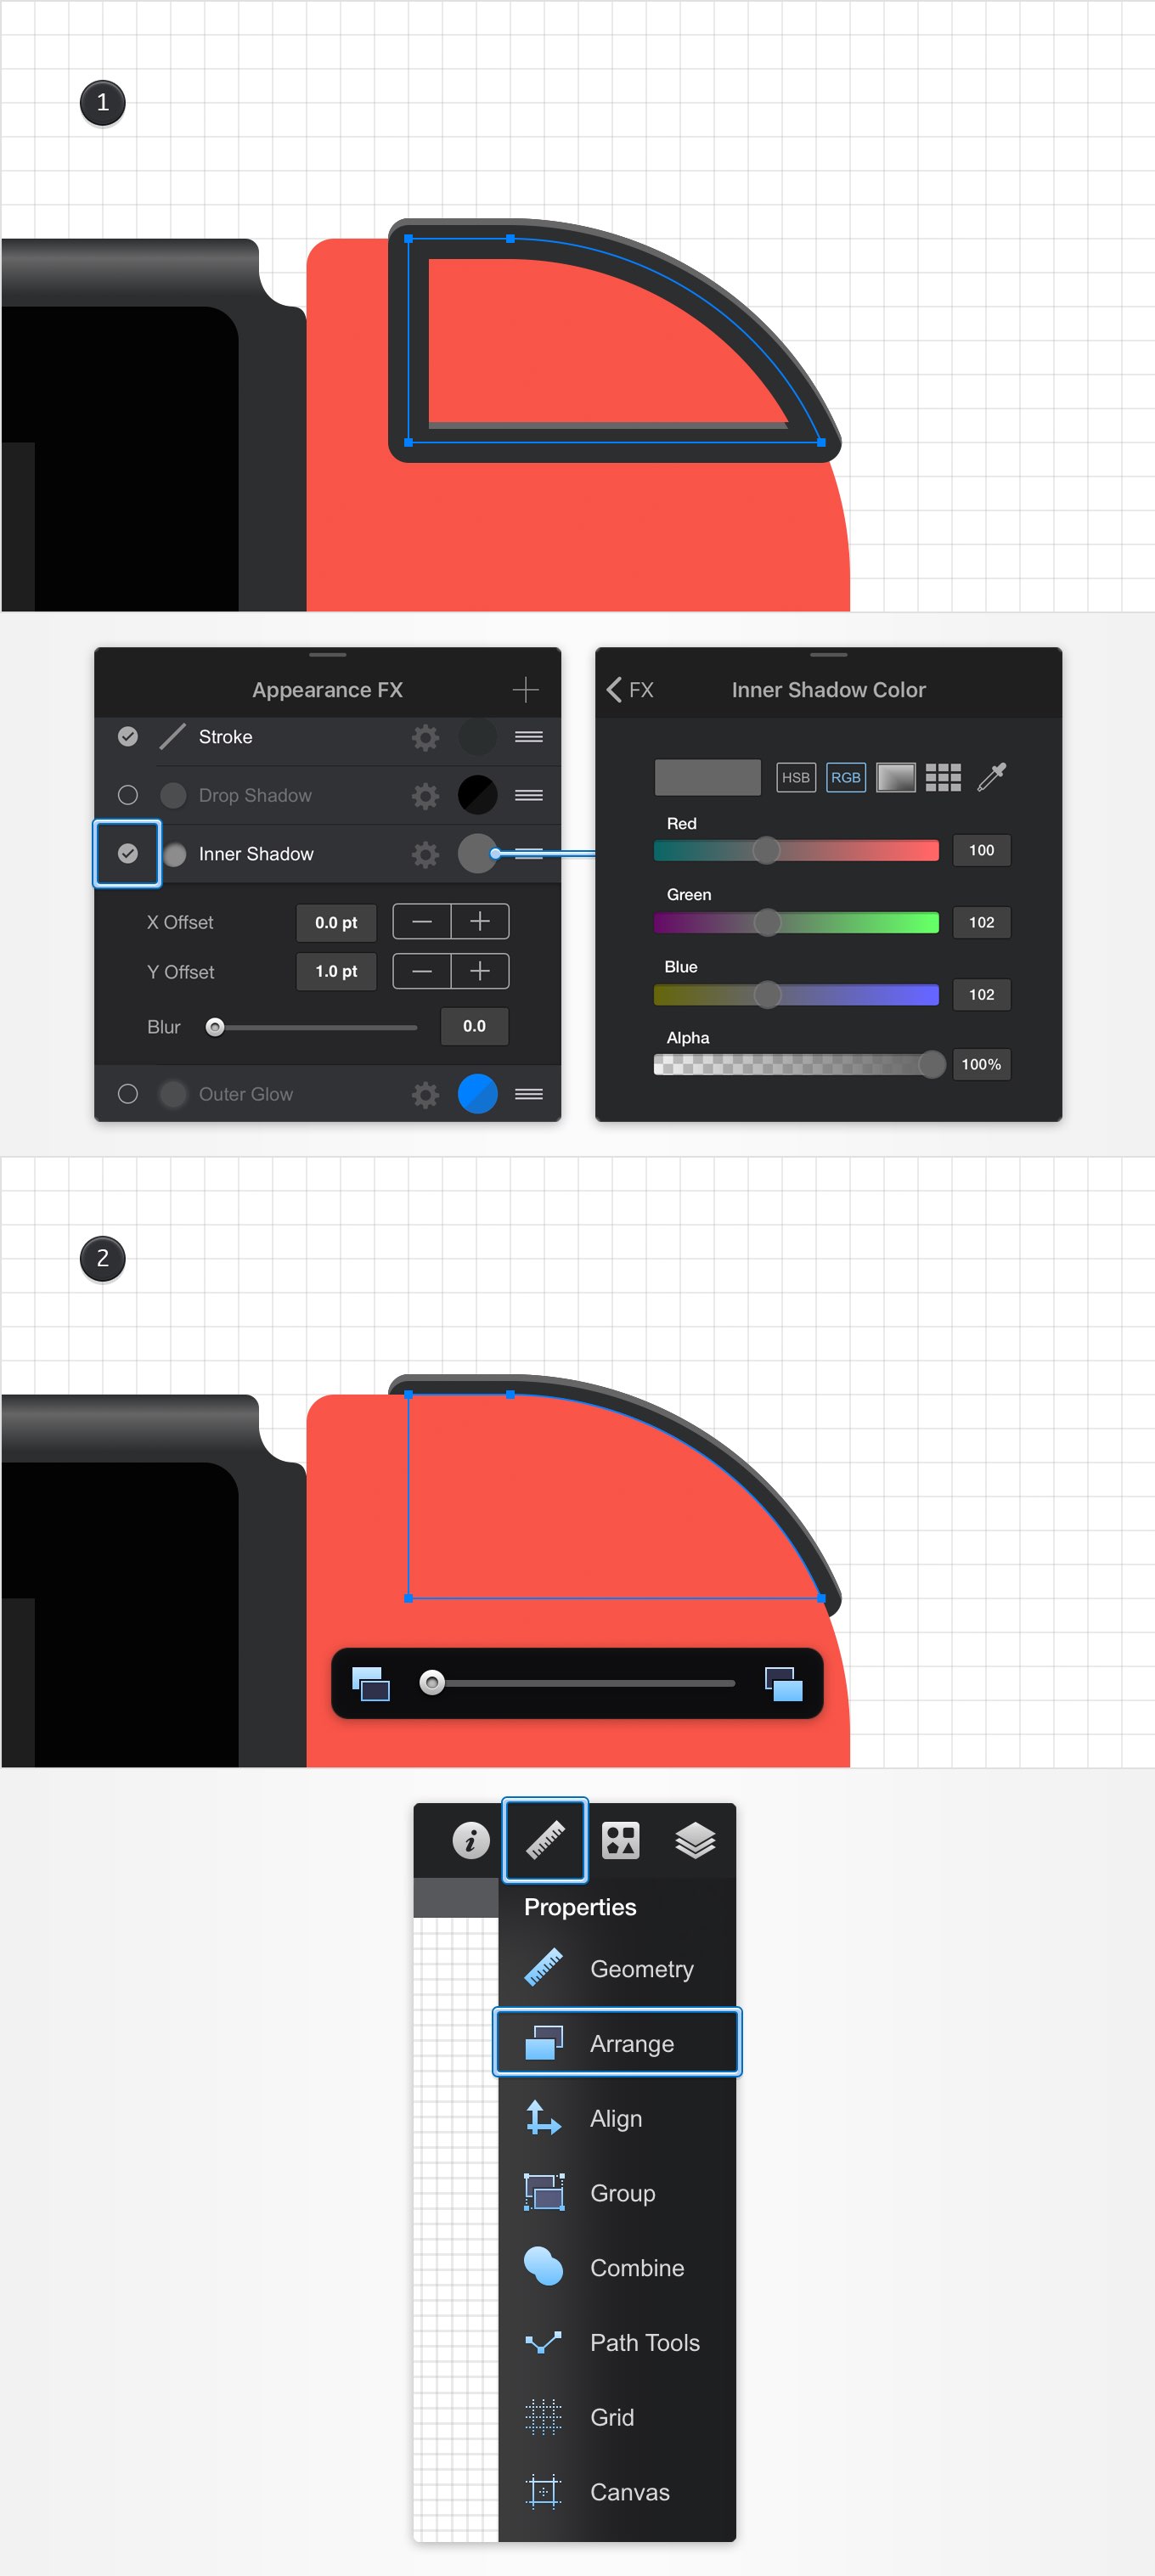 1
Appearance FX
Stroke
Drop Shadow
Inner Shadow
X Offset 0.0 pt
Y Offset 1.0 pt
Blur 0.0
Outer Glow
FX Inner Shadow Color
HSB RGB
Red
100
Green
102
Blue
102
Alpha
100%
2
i
Properties
Geometry
Arrange
Align
Group
Combine
Path Tools
Grid
Canvas